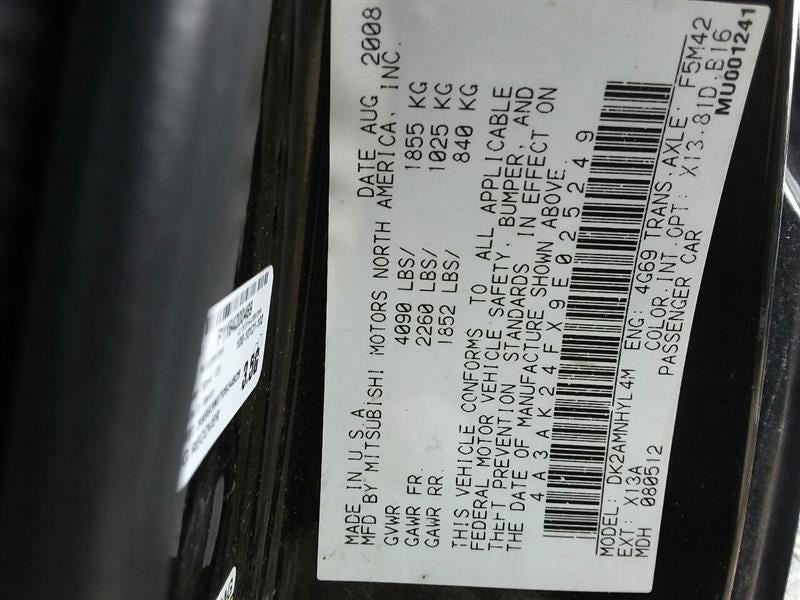 MADE IN U.S.A.
MFD BY MITSUBISHI MOTORS NORTH AMERICA, INC.
DATE AUG 2008
GVWR 4090 LBS/ 1855 KG
GAWR FR. 2260 LBS/ 1025 KG
GAWR RR. 1852 LBS/ 840 KG
THIS VEHICLE CONFORMS TO ALL APPLICABLE
FEDERAL MOTOR VEHICLE SAFETY, BUMPER, AND
THEFT PREVENTION STANDARDS IN EFFECT ON
THE DATE OF MANUFACTURE SHOWN ABOVE.
4A3AK24FX9E025249
MODEL: DK2AMNHYL4M ENG: 4G69 TRANS,AXLE: F5M42
EXT: X13A COLOR, INT, OPT: X13.81D,B16
MDH 080512 PASSENGER CAR MU001241
3.5G